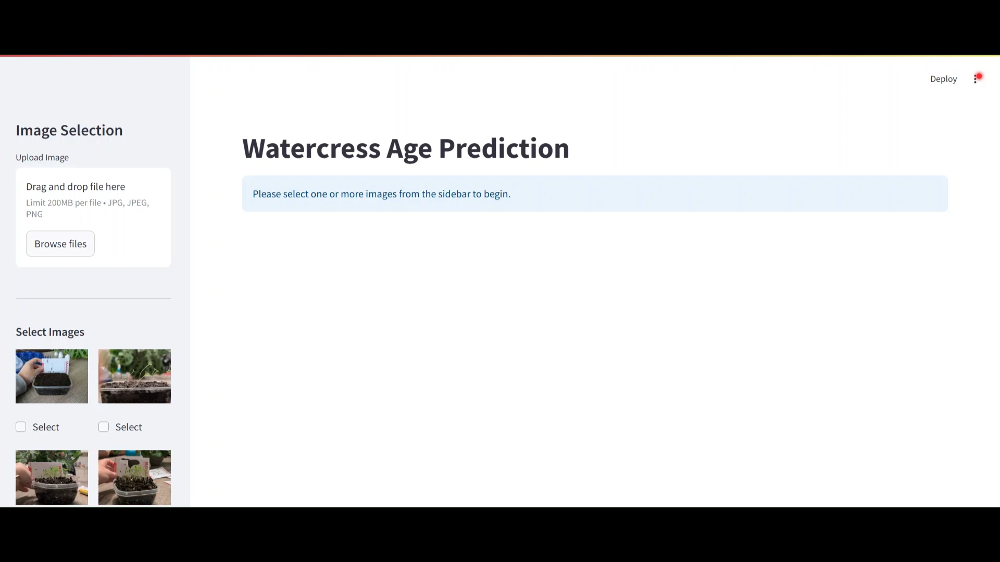 Deploy
Image Selection
Upload Image
Drag and drop file here
Limit 200MB per file • JPG, JPEG,
PNG
Browse files
Select Images
Select
Select
Watercress Age Prediction
Please select one or more images from the sidebar to begin.